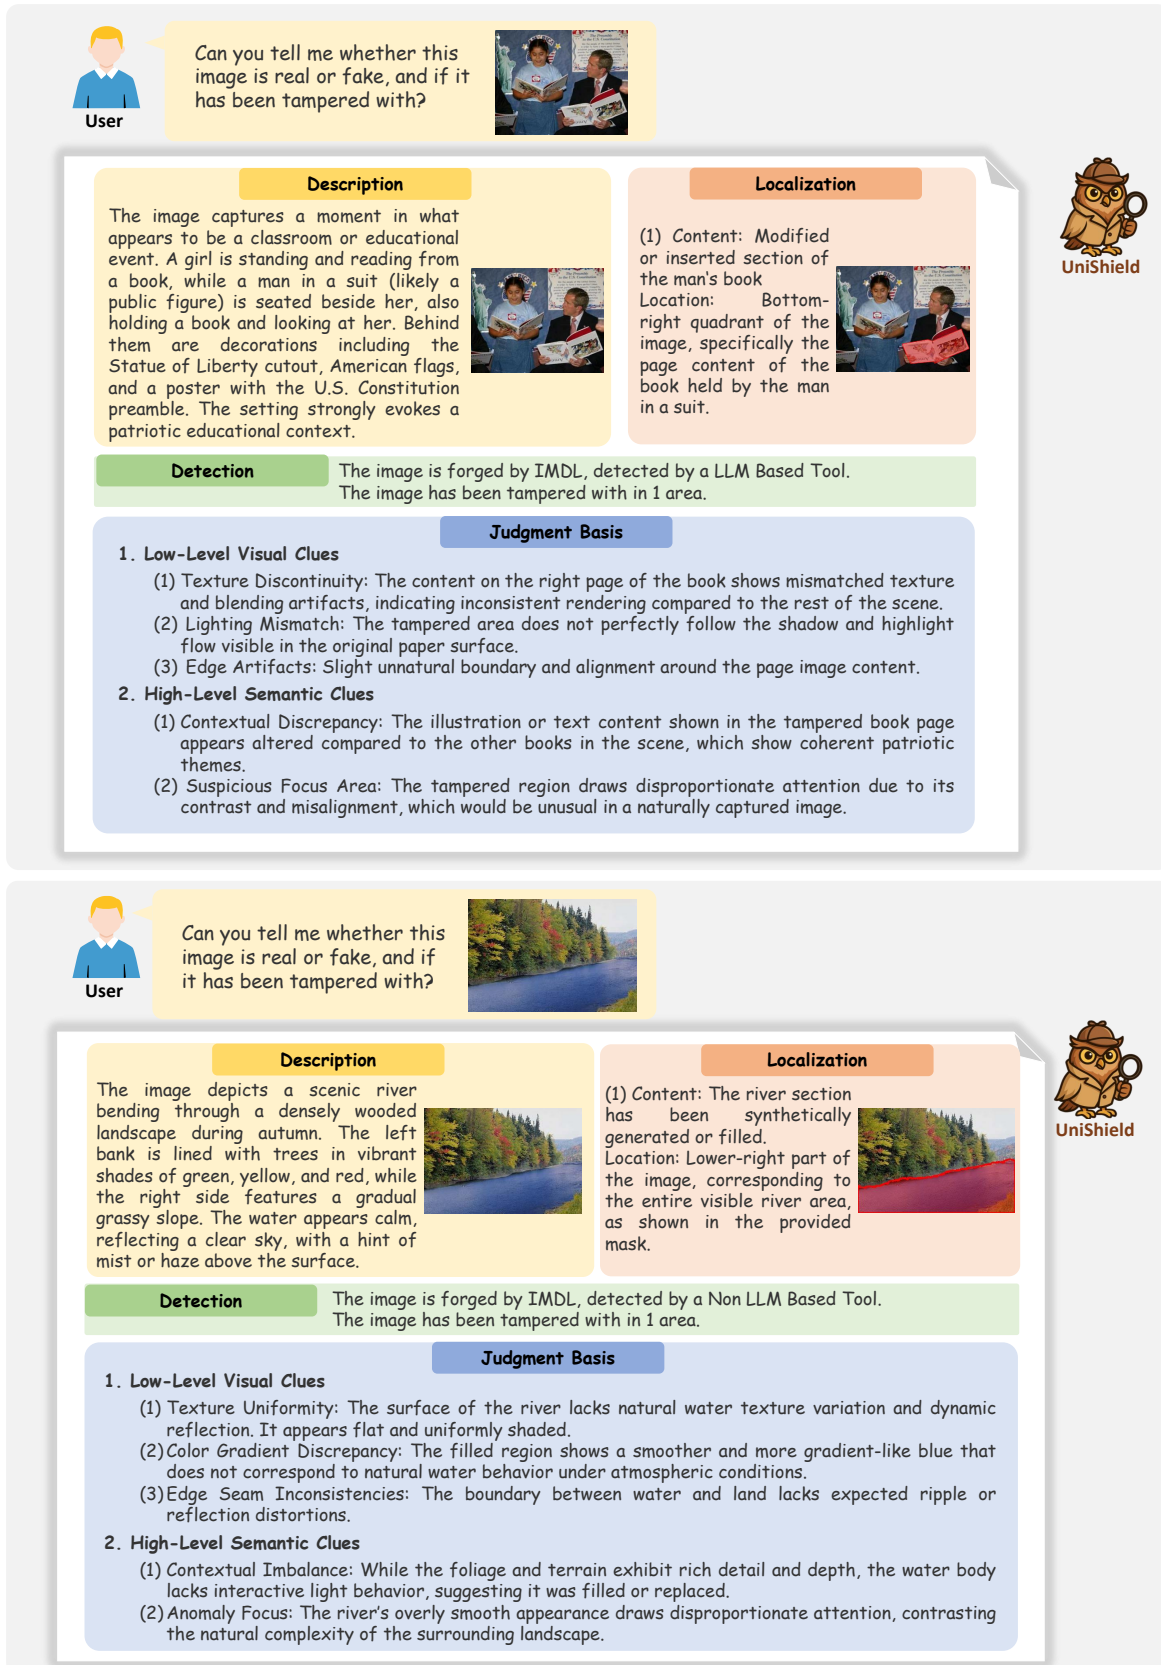 Can you tell me whether this
image is real or fake, and if it
has been tampered with?
User
UniShield
Description
The image captures a moment in what
appears to be a classroom or educational
event. A girl is standing and reading from
a book, while a man in a suit (likely a
public figure) is seated beside her, also
holding a book and looking at her. Behind
them are decorations including the
Statue of Liberty cutout, American flags,
and a poster with the U.S. Constitution
preamble. The setting strongly evokes a
patriotic educational context.
Localization
(1) Content: Modified
or inserted section of
the man's book
Location: Bottom-
right quadrant of the
image, specifically the
page content of the
book held by the man
in a suit.
Detection
The image is forged by IMDL, detected by a LLM Based Tool.
The image has been tampered with in 1 area.
Judgment Basis
1. Low-Level Visual Clues
(1) Texture Discontinuity: The content on the right page of the book shows mismatched texture
and blending artifacts, indicating inconsistent rendering compared to the rest of the scene.
(2) Lighting Mismatch: The tampered area does not perfectly follow the shadow and highlight
flow visible in the original paper surface.
(3) Edge Artifacts: Slight unnatural boundary and alignment around the page image content.
2. High-Level Semantic Clues
(1) Contextual Discrepancy: The illustration or text content shown in the tampered book page
appears altered compared to the other books in the scene, which show coherent patriotic
themes.
(2) Suspicious Focus Area: The tampered region draws disproportionate attention due to its
contrast and misalignment, which would be unusual in a naturally captured image.
Can you tell me whether this
image is real or fake, and if
it has been tampered with?
User
UniShield
Description
The image depicts a scenic river
bending through a densely wooded
landscape during autumn. The left
bank is lined with trees in vibrant
shades of green, yellow, and red, while
the right side features a gradual
grassy slope. The water appears calm,
reflecting a clear sky, with a hint of
mist or haze above the surface.
Localization
(1) Content: The river section
has been synthetically
generated or filled.
Location: Lower-right part of
the image, corresponding to
the entire visible river area,
as shown in the provided
mask.
Detection
The image is forged by IMDL, detected by a Non LLM Based Tool.
The image has been tampered with in 1 area.
Judgment Basis
1. Low-Level Visual Clues
(1) Texture Uniformity: The surface of the river lacks natural water texture variation and dynamic
reflection. It appears flat and uniformly shaded.
(2) Color Gradient Discrepancy: The filled region shows a smoother and more gradient-like blue that
does not correspond to natural water behavior under atmospheric conditions.
(3) Edge Seam Inconsistencies: The boundary between water and land lacks expected ripple or
reflection distortions.
2. High-Level Semantic Clues
(1) Contextual Imbalance: While the foliage and terrain exhibit rich detail and depth, the water body
lacks interactive light behavior, suggesting it was filled or replaced.
(2) Anomaly Focus: The river's overly smooth appearance draws disproportionate attention, contrasting
the natural complexity of the surrounding landscape.